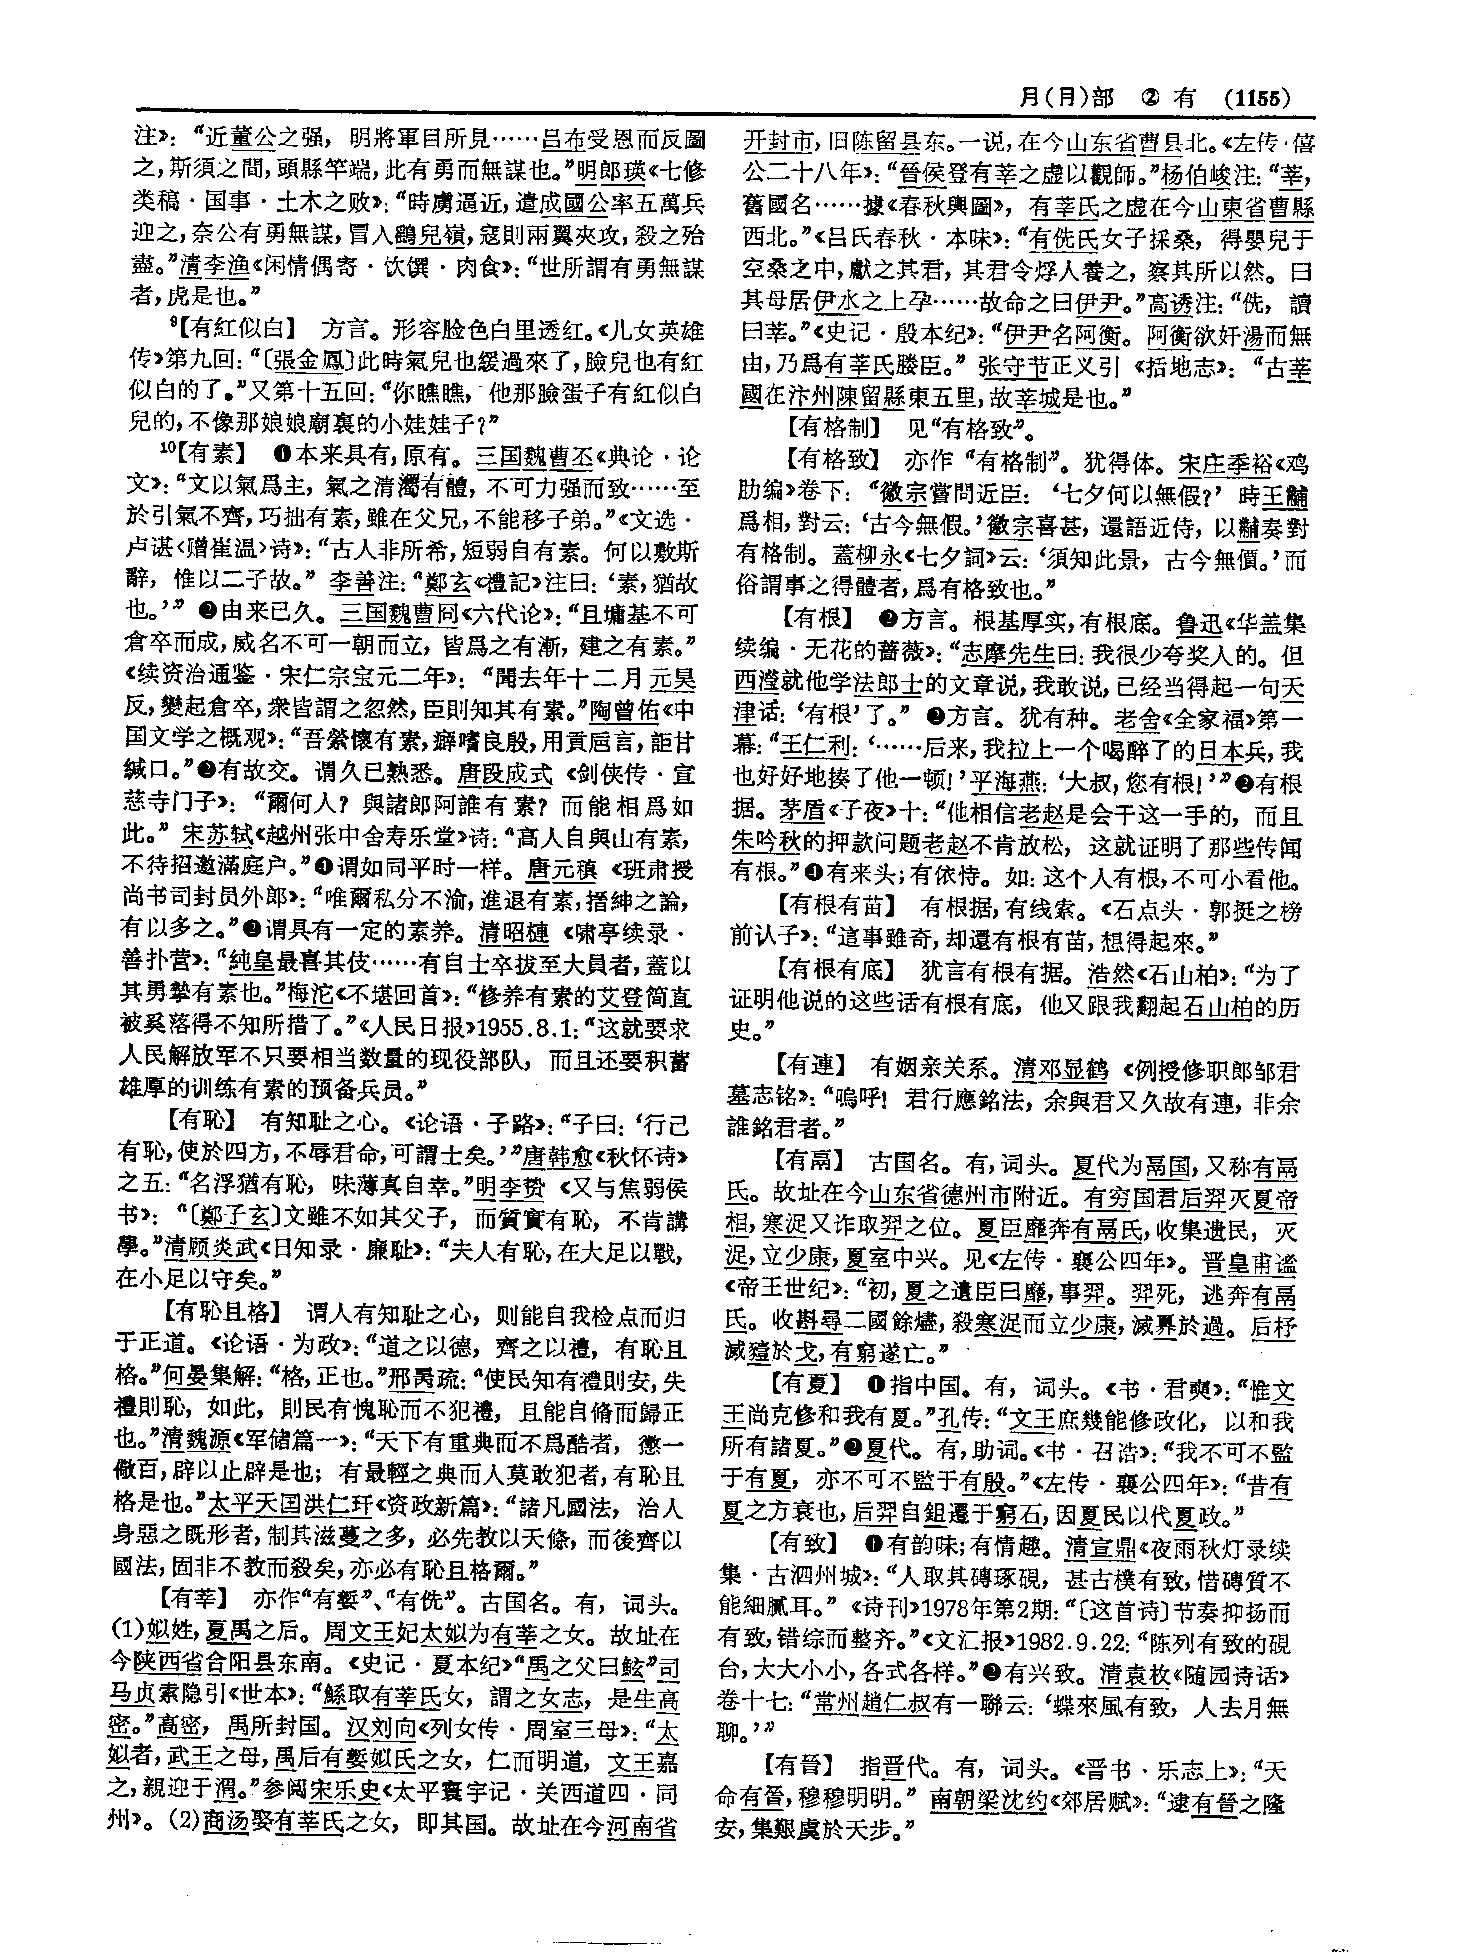 月(月)部 ② 有 (1155)
注》：“近董公之强，明將軍目所見……吕布受恩而反圖
之，斯須之間，頭縣竿端，此有勇而無謀也。”明郎瑛《七修
类稿·国事·土木之败》：“時虜逼近，遣成國公率五萬兵
迎之，奈公有勇無謀，冒入鷂兒嶺，寇則兩翼夾攻，殺之殆
盡。”清李渔《闲情偶寄·饮馔·肉食》：“世所謂有勇無謀
者，虎是也。”
⁹【有紅似白】 方言。形容脸色白里透红。《儿女英雄
传》第九回：“〔張金鳳〕此時氣兒也緩過來了，臉兒也有紅
似白的了。”又第十五回：“你瞧瞧，他那臉蛋子有紅似白
兒的，不像那娘娘廟裏的小娃娃子？”
¹⁰【有素】 ❶本来具有，原有。三国魏曹丕《典论·论
文》：“文以氣爲主，氣之清濁有體，不可力强而致……至
於引氣不齊，巧拙有素，雖在父兄，不能移子弟。”《文选·
卢谌〈赠崔温〉诗》：“古人非所希，短弱自有素。何以敷斯
辭，惟以二子故。”李善注：“鄭玄《禮記》注曰：‘素，猶故
也。’”❷由来已久。三国魏曹冏《六代论》：“且墉基不可
倉卒而成，威名不可一朝而立，皆爲之有漸，建之有素。”
《续资治通鉴·宋仁宗宝元二年》：“聞去年十二月元昊
反，變起倉卒，衆皆謂之忽然，臣則知其有素。”陶曾佑《中
国文学之概观》：“吾縈懷有素，癖嗜良殷，用貢巵言，詎甘
緘口。”❸有故交。谓久已熟悉。唐段成式《剑侠传·宣
慈寺门子》：“爾何人？與諸郎阿誰有素？而能相爲如
此。”宋苏轼《越州张中舍寿乐堂》诗：“高人自與山有素，
不待招邀滿庭户。”❹谓如同平时一样。唐元稹《班肃授
尚书司封员外郎》：“唯爾私分不渝，進退有素，搢紳之論，
有以多之。”❺谓具有一定的素养。清昭梿《啸亭续录·
善扑营》：“純皇最喜其伎……有自士卒拔至大員者，蓋以
其勇摯有素也。”梅沱《不堪回首》：“修养有素的艾登简直
被奚落得不知所措了。”《人民日报》1955.8.1：“这就要求
人民解放军不只要相当数量的现役部队，而且还要积蓄
雄厚的训练有素的预备兵员。”
【有恥】 有知耻之心。《论语·子路》：“子曰：‘行己
有恥，使於四方，不辱君命，可謂士矣。’”唐韩愈《秋怀诗》
之五：“名浮猶有恥，味薄真自幸。”明李贽《又与焦弱侯
书》：“〔鄭子玄〕文雖不如其父子，而質實有恥，不肯講
學。”清顾炎武《日知录·廉耻》：“夫人有恥，在大足以戰，
在小足以守矣。”
【有恥且格】 谓人有知耻之心，则能自我检点而归
于正道。《论语·为政》：“道之以德，齊之以禮，有恥且
格。”何晏集解：“格，正也。”邢昺疏：“使民知有禮則安，失
禮則恥，如此，則民有愧恥而不犯禮，且能自脩而歸正
也。”清魏源《军储篇一》：“天下有重典而不爲酷者，懲一
儆百，辟以止辟是也；有最輕之典而人莫敢犯者，有恥且
格是也。”太平天囯洪仁玕《资政新篇》：“諸凡國法，治人
身惡之既形者，制其滋蔓之多，必先教以天條，而後齊以
國法，固非不教而殺矣，亦必有恥且格爾。”
【有莘】 亦作“有㜪”、“有侁”。古国名。有，词头。
(1)姒姓，夏禹之后。周文王妃太姒为有莘之女。故址在
今陕西省合阳县东南。《史记·夏本纪》“禹之父曰鲧”司
马贞索隐引《世本》：“鯀取有莘氏女，謂之女志，是生高
密。”高密，禹所封国。汉刘向《列女传·周室三母》：“太
姒者，武王之母，禹后有㜪姒氏之女，仁而明道，文王嘉
之，親迎于渭。”参阅宋乐史《太平寰宇记·关西道四·同
州》。(2)商汤娶有莘氏之女，即其国。故址在今河南省
开封市，旧陈留县东。一说，在今山东省曹县北。《左传·僖
公二十八年》：“晉侯登有莘之虚以觀師。”杨伯峻注：“莘，
舊國名……據《春秋輿圖》，有莘氏之虚在今山東省曹縣
西北。”《吕氏春秋·本味》：“有侁氏女子採桑，得嬰兒于
空桑之中，獻之其君，其君令烰人養之，察其所以然。曰
其母居伊水之上孕……故命之曰伊尹。”高诱注：“侁，讀
曰莘。”《史记·殷本纪》：“伊尹名阿衡。阿衡欲奸湯而無
由，乃爲有莘氏媵臣。”张守节正义引《括地志》：“古莘
國在汴州陳留縣東五里，故莘城是也。”
【有格制】 见“有格致”。
【有格致】 亦作“有格制”。犹得体。宋庄季裕《鸡
肋编》卷下：“徽宗嘗問近臣：‘七夕何以無假？’時王黼
爲相，對云：‘古今無假。’徽宗喜甚，還語近侍，以黼奏對
有格制。蓋柳永《七夕詞》云：‘須知此景，古今無價。’而
俗謂事之得體者，爲有格致也。”
【有根】 ❶方言。根基厚实，有根底。鲁迅《华盖集
续编·无花的蔷薇》：“志摩先生曰：我很少夸奖人的。但
西滢就他学法郎士的文章说，我敢说，已经当得起一句天
津话：‘有根’了。”❷方言。犹有种。老舍《全家福》第一
幕：“王仁利：‘……后来，我拉上一个喝醉了的日本兵，我
也好好地揍了他一顿！’平海燕：‘大叔，您有根！’”❸有根
据。茅盾《子夜》十：“他相信老赵是会干这一手的，而且
朱吟秋的押款问题老赵不肯放松，这就证明了那些传闻
有根。”❹有来头；有依恃。如：这个人有根，不可小看他。
【有根有苗】 有根据，有线索。《石点头·郭挺之榜
前认子》：“這事雖奇，却還有根有苗，想得起來。”
【有根有底】 犹言有根有据。浩然《石山柏》：“为了
证明他说的这些话有根有底，他又跟我翻起石山柏的历
史。”
【有連】 有姻亲关系。清邓显鹤《例授修职郎邹君
墓志铭》：“嗚呼！君行應銘法，余與君又久故有連，非余
誰銘君者。”
【有鬲】 古国名。有，词头。夏代为鬲国，又称有鬲
氏。故址在今山东省德州市附近。有穷国君后羿灭夏帝
相，寒浞又诈取羿之位。夏臣靡奔有鬲氏，收集遗民，灭
浞，立少康，夏室中兴。见《左传·襄公四年》。晋皇甫谧
《帝王世纪》：“初，夏之遺臣曰靡，事羿。羿死，逃奔有鬲
氏。收斟尋二國餘燼，殺寒浞而立少康，滅奡於過。后杼
滅豷於戈，有窮遂亡。”
【有夏】 ❶指中国。有，词头。《书·君奭》：“惟文
王尚克修和我有夏。”孔传：“文王庶幾能修政化，以和我
所有諸夏。”❷夏代。有，助词。《书·召诰》：“我不可不監
于有夏，亦不可不監于有殷。”《左传·襄公四年》：“昔有
夏之方衰也，后羿自鉏遷于窮石，因夏民以代夏政。”
【有致】 ❶有韵味；有情趣。清宣鼎《夜雨秋灯录续
集·古泗州城》：“人取其磚琢硯，甚古樸有致，惜磚質不
能細膩耳。”《诗刊》1978年第2期：“〔这首诗〕节奏抑扬而
有致，错综而整齐。”《文汇报》1982.9.22：“陈列有致的砚
台，大大小小，各式各样。”❷有兴致。清袁枚《随园诗话》
卷十七：“常州趙仁叔有一聯云：‘蝶來風有致，人去月無
聊。’”
【有晉】 指晋代。有，词头。《晋书·乐志上》：“天
命有晉，穆穆明明。”南朝梁沈约《郊居赋》：“逮有晉之隆
安，集艱虞於天步。”